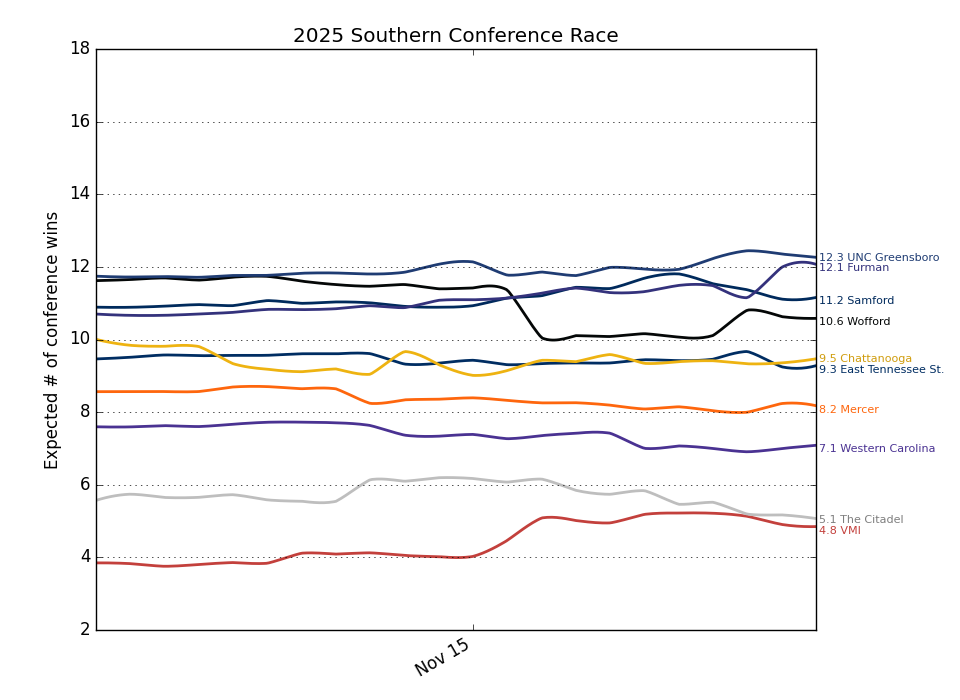 2025 Southern Conference Race
Expected # of conference wins
18
16
14
12
10
8
6
4
2
Nov 15
12.3 UNC Greensboro
12.1 Furman
11.2 Samford
10.6 Wofford
9.5 Chattanooga
9.3 East Tennessee St.
8.2 Mercer
7.1 Western Carolina
5.1 The Citadel
4.8 VMI